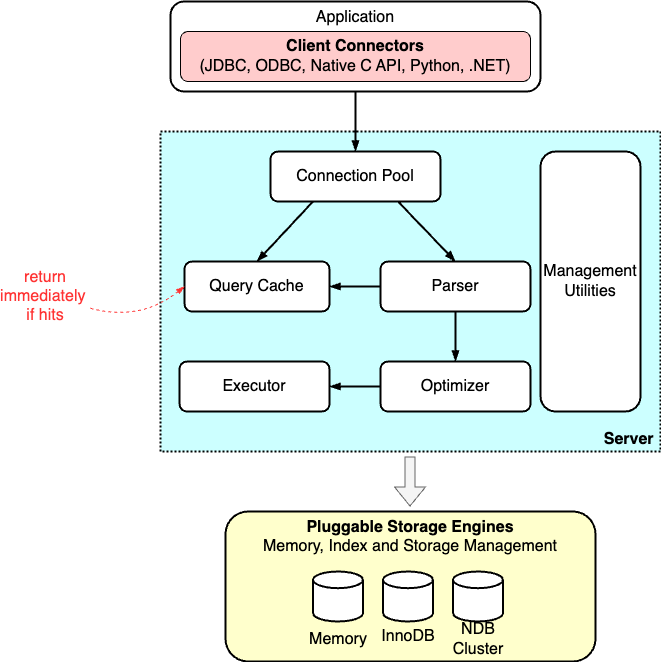 Application
Client Connectors
(JDBC, ODBC, Native C API, Python, .NET)
Connection Pool
return
immediately
if hits
Query Cache
Parser
Management
Utilities
Executor
Optimizer
Server
Pluggable Storage Engines
Memory, Index and Storage Management
Memory
InnoDB
NDB
Cluster